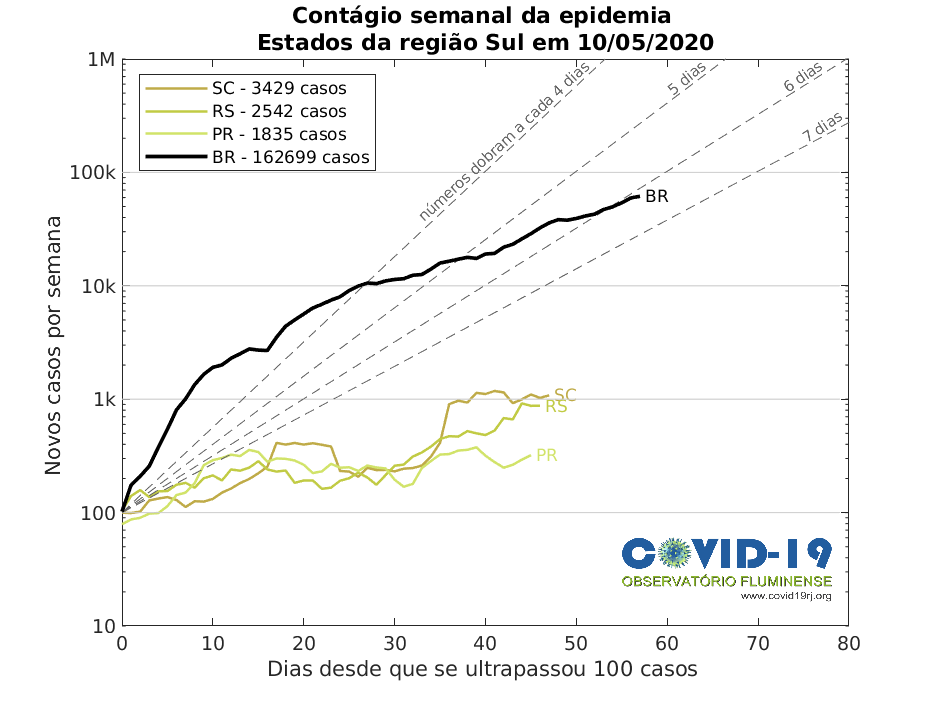 Contágio semanal da epidemia
Estados da região Sul em 10/05/2020
1M
100k
10k
1k
100
10
Novos casos por semana
SC - 3429 casos
RS - 2542 casos
PR - 1835 casos
BR - 162699 casos
números dobram a cada 4 dias
5 dias
6 dias
7 dias
BR
SC
RS
PR
COVID-19
OBSERVATÓRIO FLUMINENSE
www.covid19rj.org
0 10 20 30 40 50 60 70 80
Dias desde que se ultrapassou 100 casos